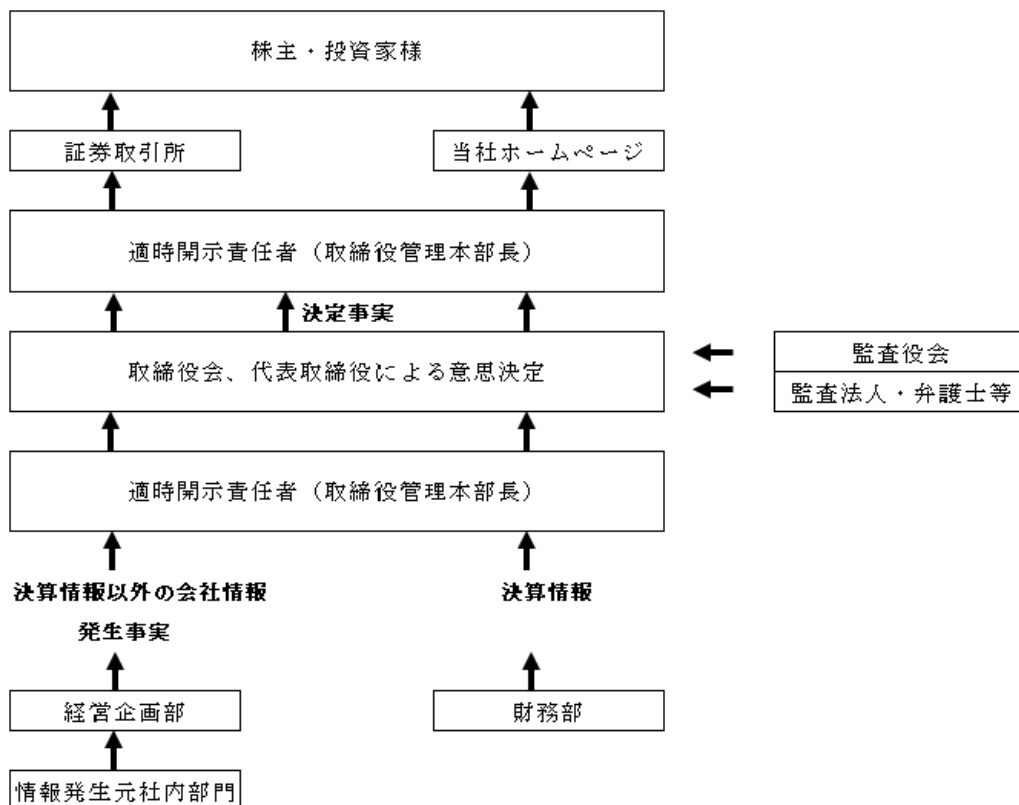 株主・投資家様
証券取引所
当社ホームページ
適時開示責任者（取締役管理本部長）
決定事実
取締役会、代表取締役による意思決定
監査役会
監査法人・弁護士等
適時開示責任者（取締役管理本部長）
決算情報以外の会社情報
決算情報
発生事実
経営企画部
財務部
情報発生元社内部門